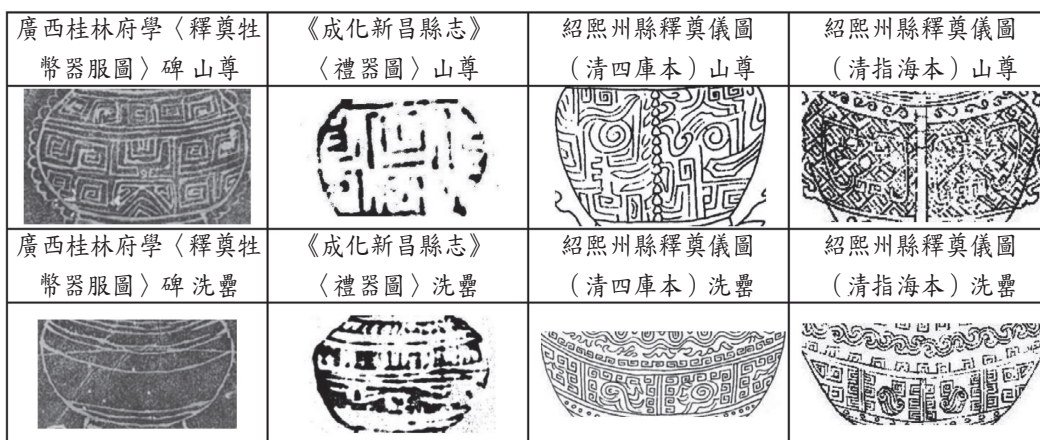 廣西桂林府學〈釋奠牲
幣器服圖〉碑 山尊
《成化新昌縣志》
〈禮器圖〉山尊
紹熙州縣釋奠儀圖
（清四庫本）山尊
紹熙州縣釋奠儀圖
（清指海本）山尊
廣西桂林府學〈釋奠牲
幣器服圖〉碑 洗罍
《成化新昌縣志》
〈禮器圖〉洗罍
紹熙州縣釋奠儀圖
（清四庫本）洗罍
紹熙州縣釋奠儀圖
（清指海本）洗罍